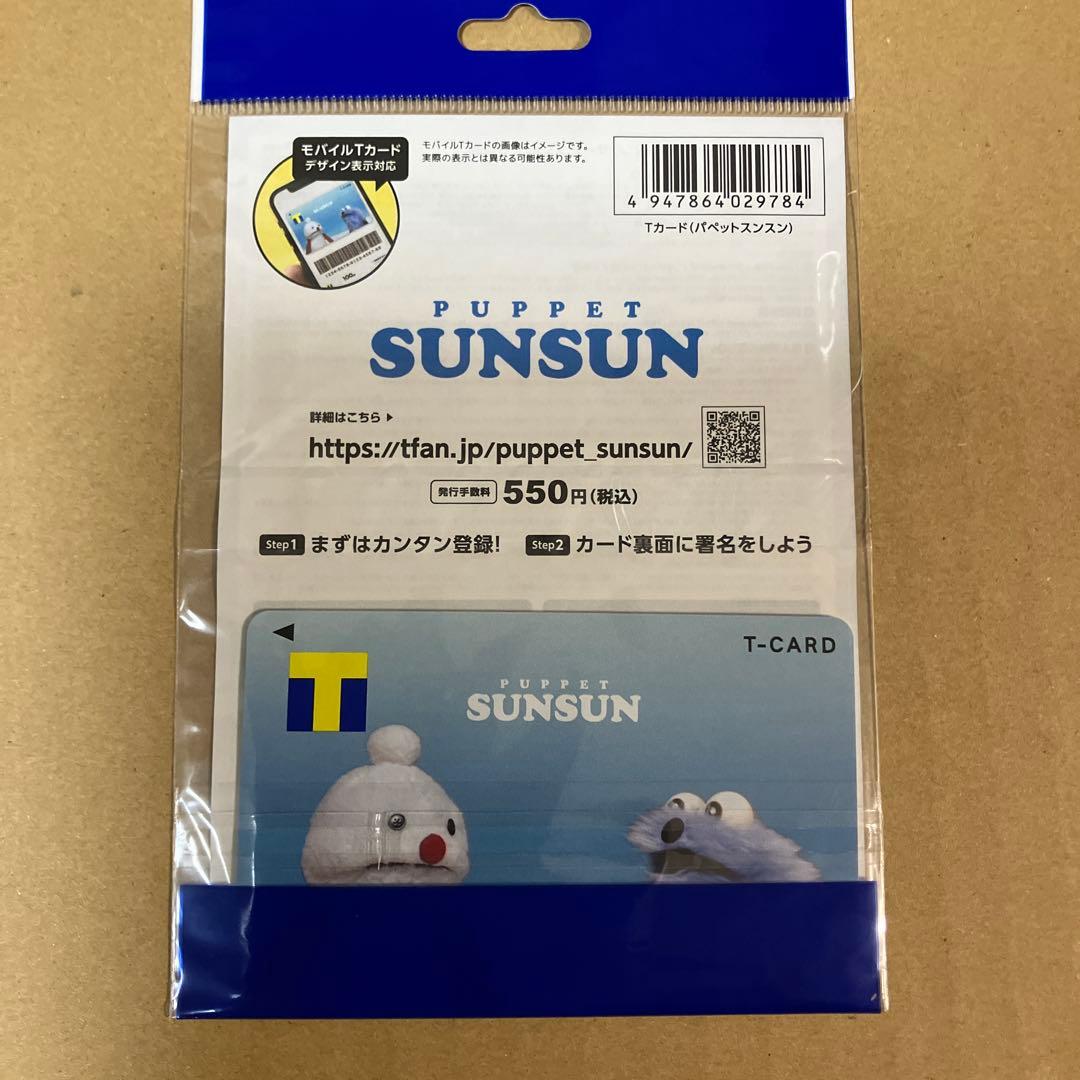 モバイルTカード
デザイン表示対応
モバイルTカードの画像はイメージです。
実際の表示とは異なる可能性あります。
4 947864 029784
Tカード(パペットスンスン)
PUPPET
SUNSUN
詳細はこちら ▶
https://tfan.jp/puppet_sunsun/
発行手数料 550円(税込)
Step1 まずはカンタン登録! Step2 カード裏面に署名をしよう
T-CARD
T
PUPPET
SUNSUN